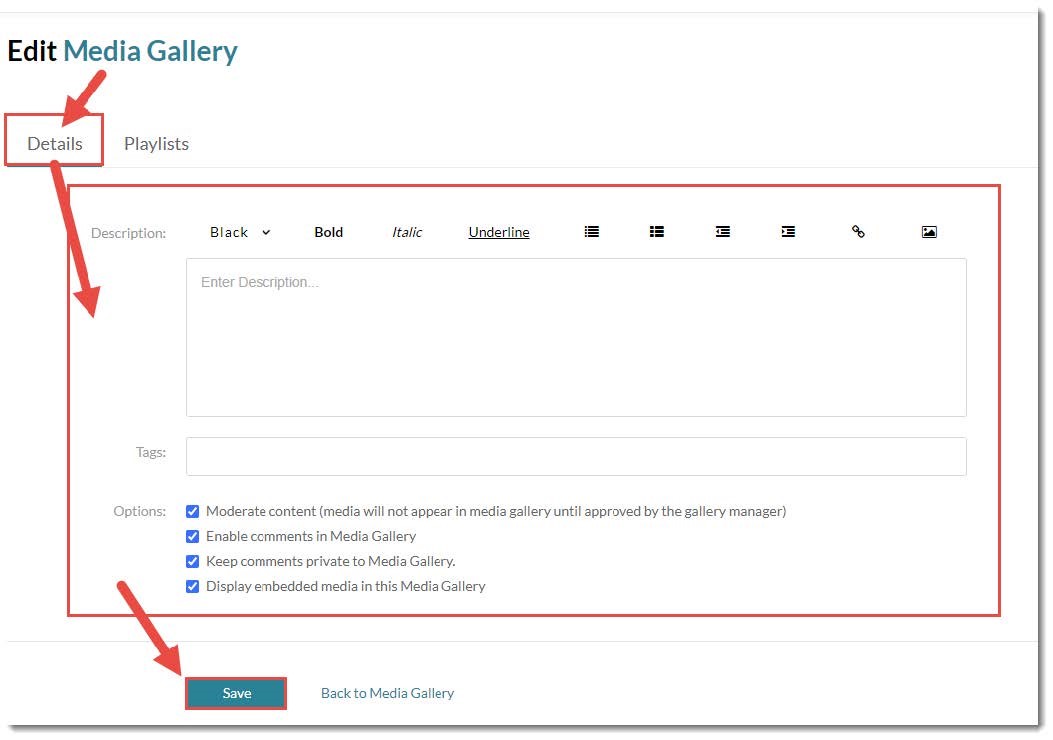 Edit Media Gallery
Details Playlists
Description: Black Bold Italic Underline
Enter Description...
Tags:
Options: Moderate content (media will not appear in media gallery until approved by the gallery manager)
Enable comments in Media Gallery
Keep comments private to Media Gallery.
Display embedded media in this Media Gallery
Save Back to Media Gallery